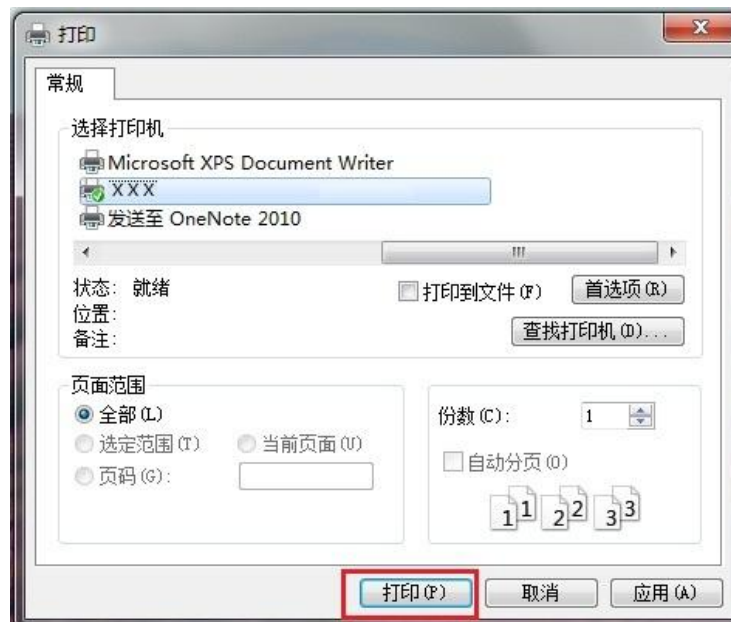 打印
常规
选择打印机
Microsoft XPS Document Writer
XXX
发送至 OneNote 2010
状态: 就绪
打印到文件(F)
首选项(R)
位置:
备注:
查找打印机(D)...
页面范围
全部(L)
选定范围(T) 当前页面(U)
页码(G):
份数(C): 1
自动分页(O)
1 1 2 2 3 3
打印(P) 取消 应用(A)